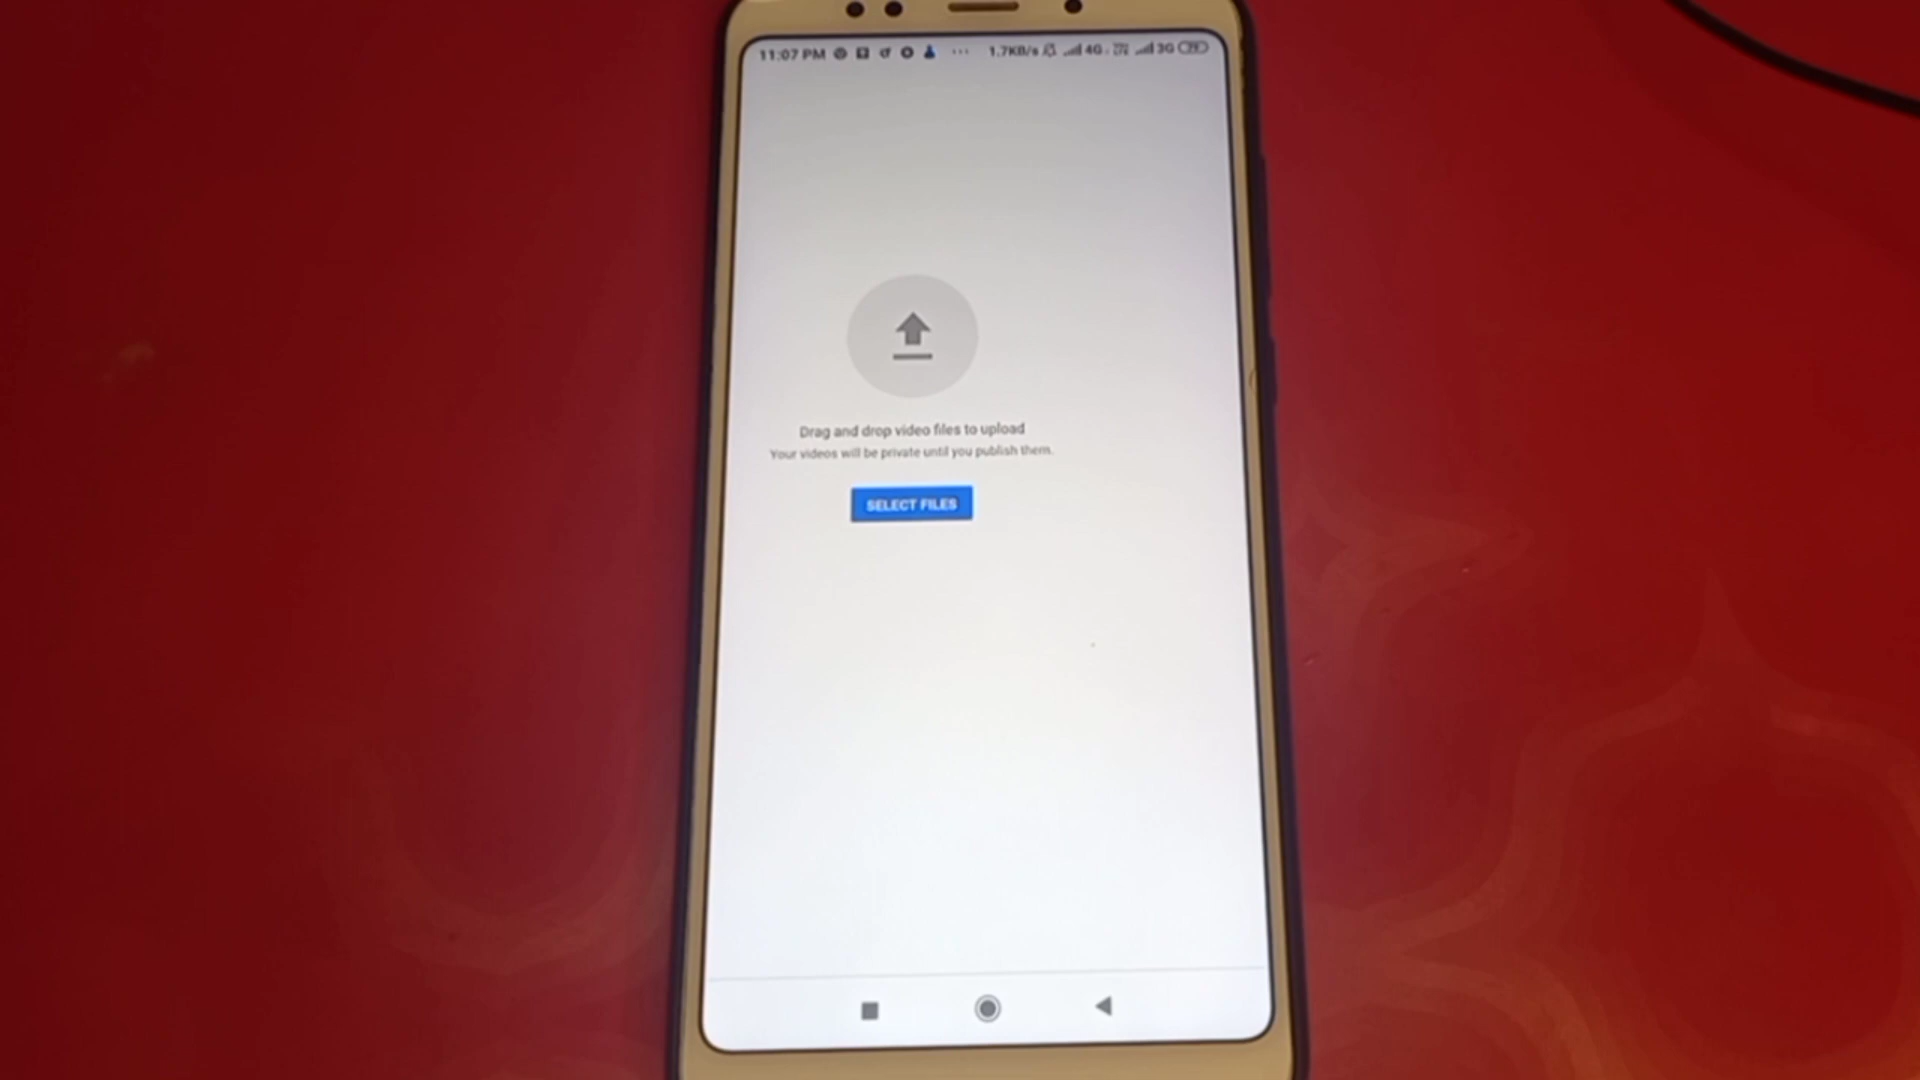 11:07 PM ... 1.7KB/s 4G 3G
Drag and drop video files to upload
Your videos will be private until you publish them.
SELECT FILES